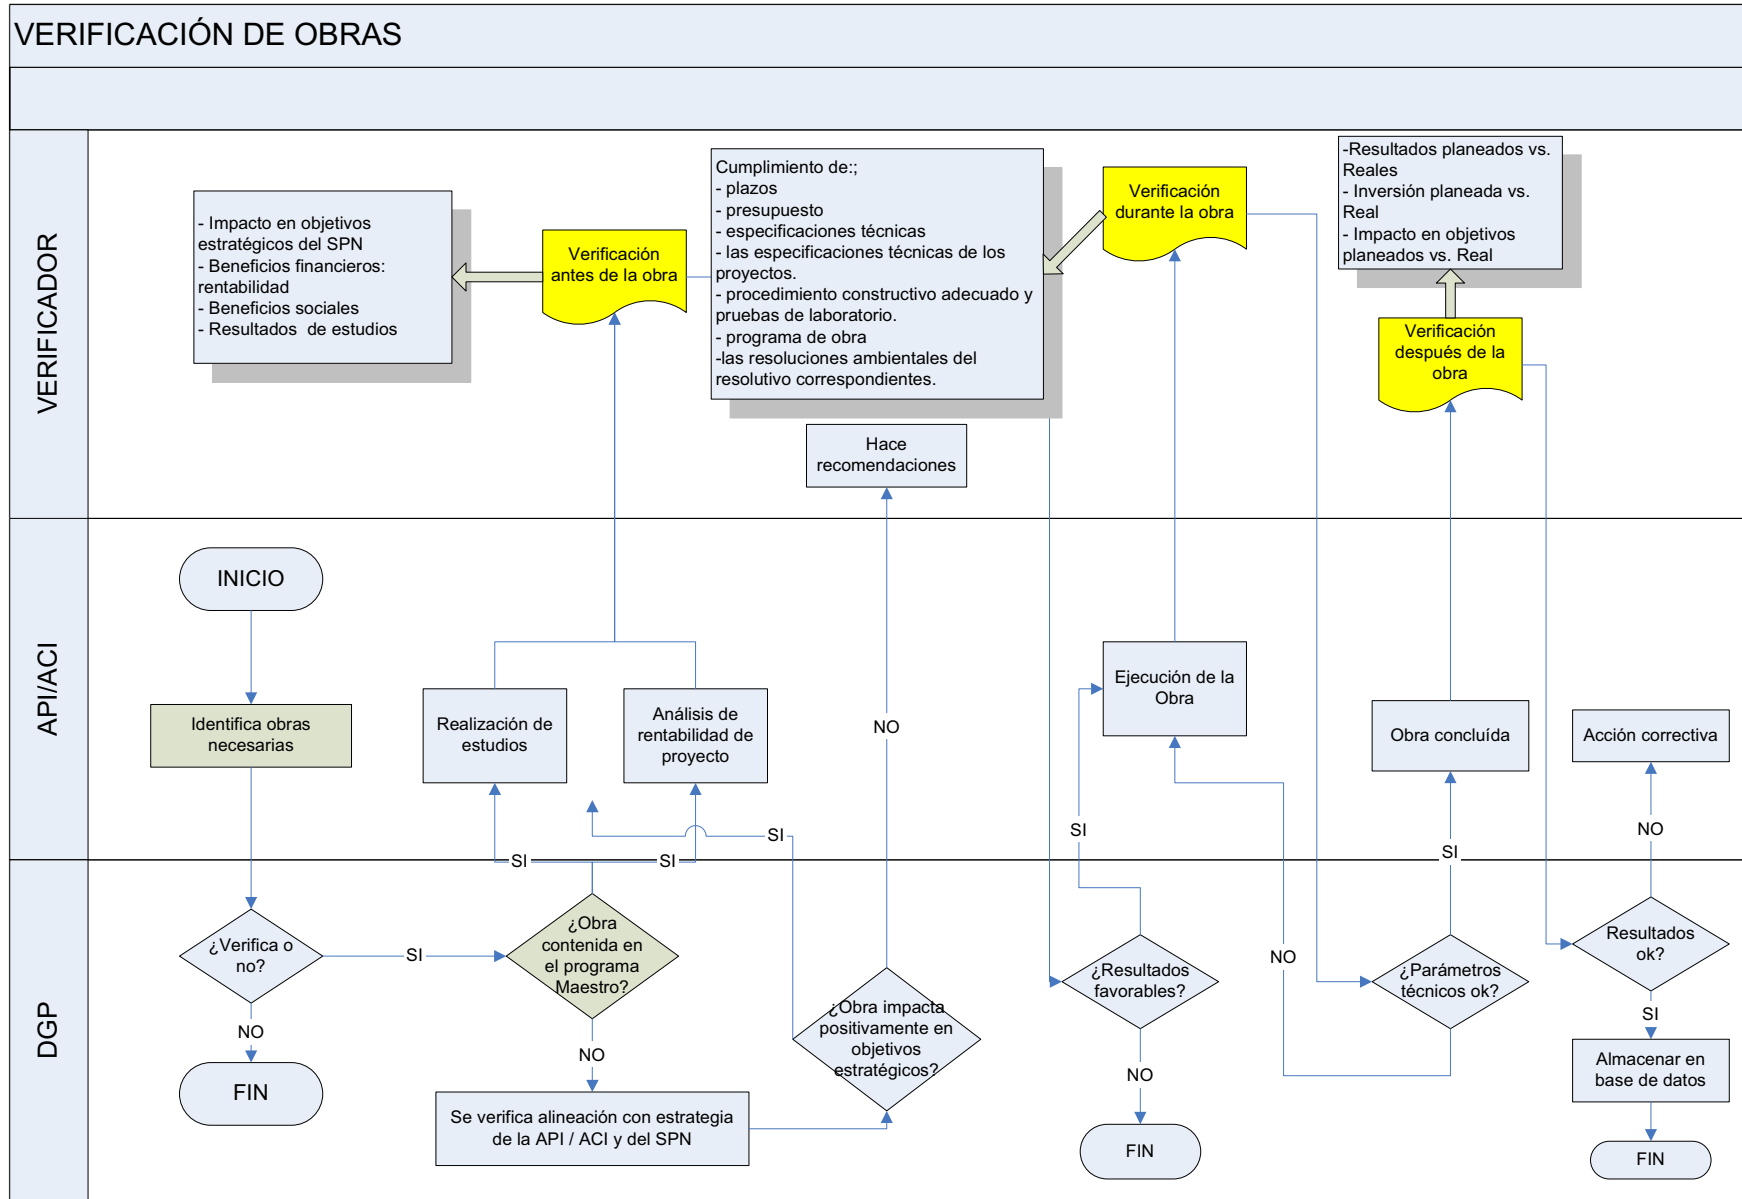 VERIFICACIÓN DE OBRAS
VERIFICADOR
- Impacto en objetivos
estratégicos del SPN
- Beneficios financieros:
rentabilidad
- Beneficios sociales
- Resultados de estudios
Verificación
antes de la obra
Cumplimiento de:;
- plazos
- presupuesto
- especificaciones técnicas
- las especificaciones técnicas de los
proyectos.
- procedimiento constructivo adecuado y
pruebas de laboratorio.
- programa de obra
-las resoluciones ambientales del
resolutivo correspondientes.
Verificación
durante la obra
-Resultados planeados vs.
Reales
- Inversión planeada vs.
Real
- Impacto en objetivos
planeados vs. Real
Verificación
después de la
obra
Hace
recomendaciones
API/ACI
INICIO
Identifica obras
necesarias
Realización de
estudios
Análisis de
rentabilidad de
proyecto
NO
Ejecución de la
Obra
Obra concluída
Acción correctiva
SI
SI
SI
SI
SI
NO
DGP
¿Verifica o
no?
SI
¿Obra
contenida en
el programa
Maestro?
NO
FIN
NO
Se verifica alineación con estrategia
de la API / ACI y del SPN
¿Obra impacta
positivamente en
objetivos
estratégicos?
¿Resultados
favorables?
NO
FIN
NO
¿Parámetros
técnicos ok?
Resultados
ok?
SI
Almacenar en
base de datos
FIN